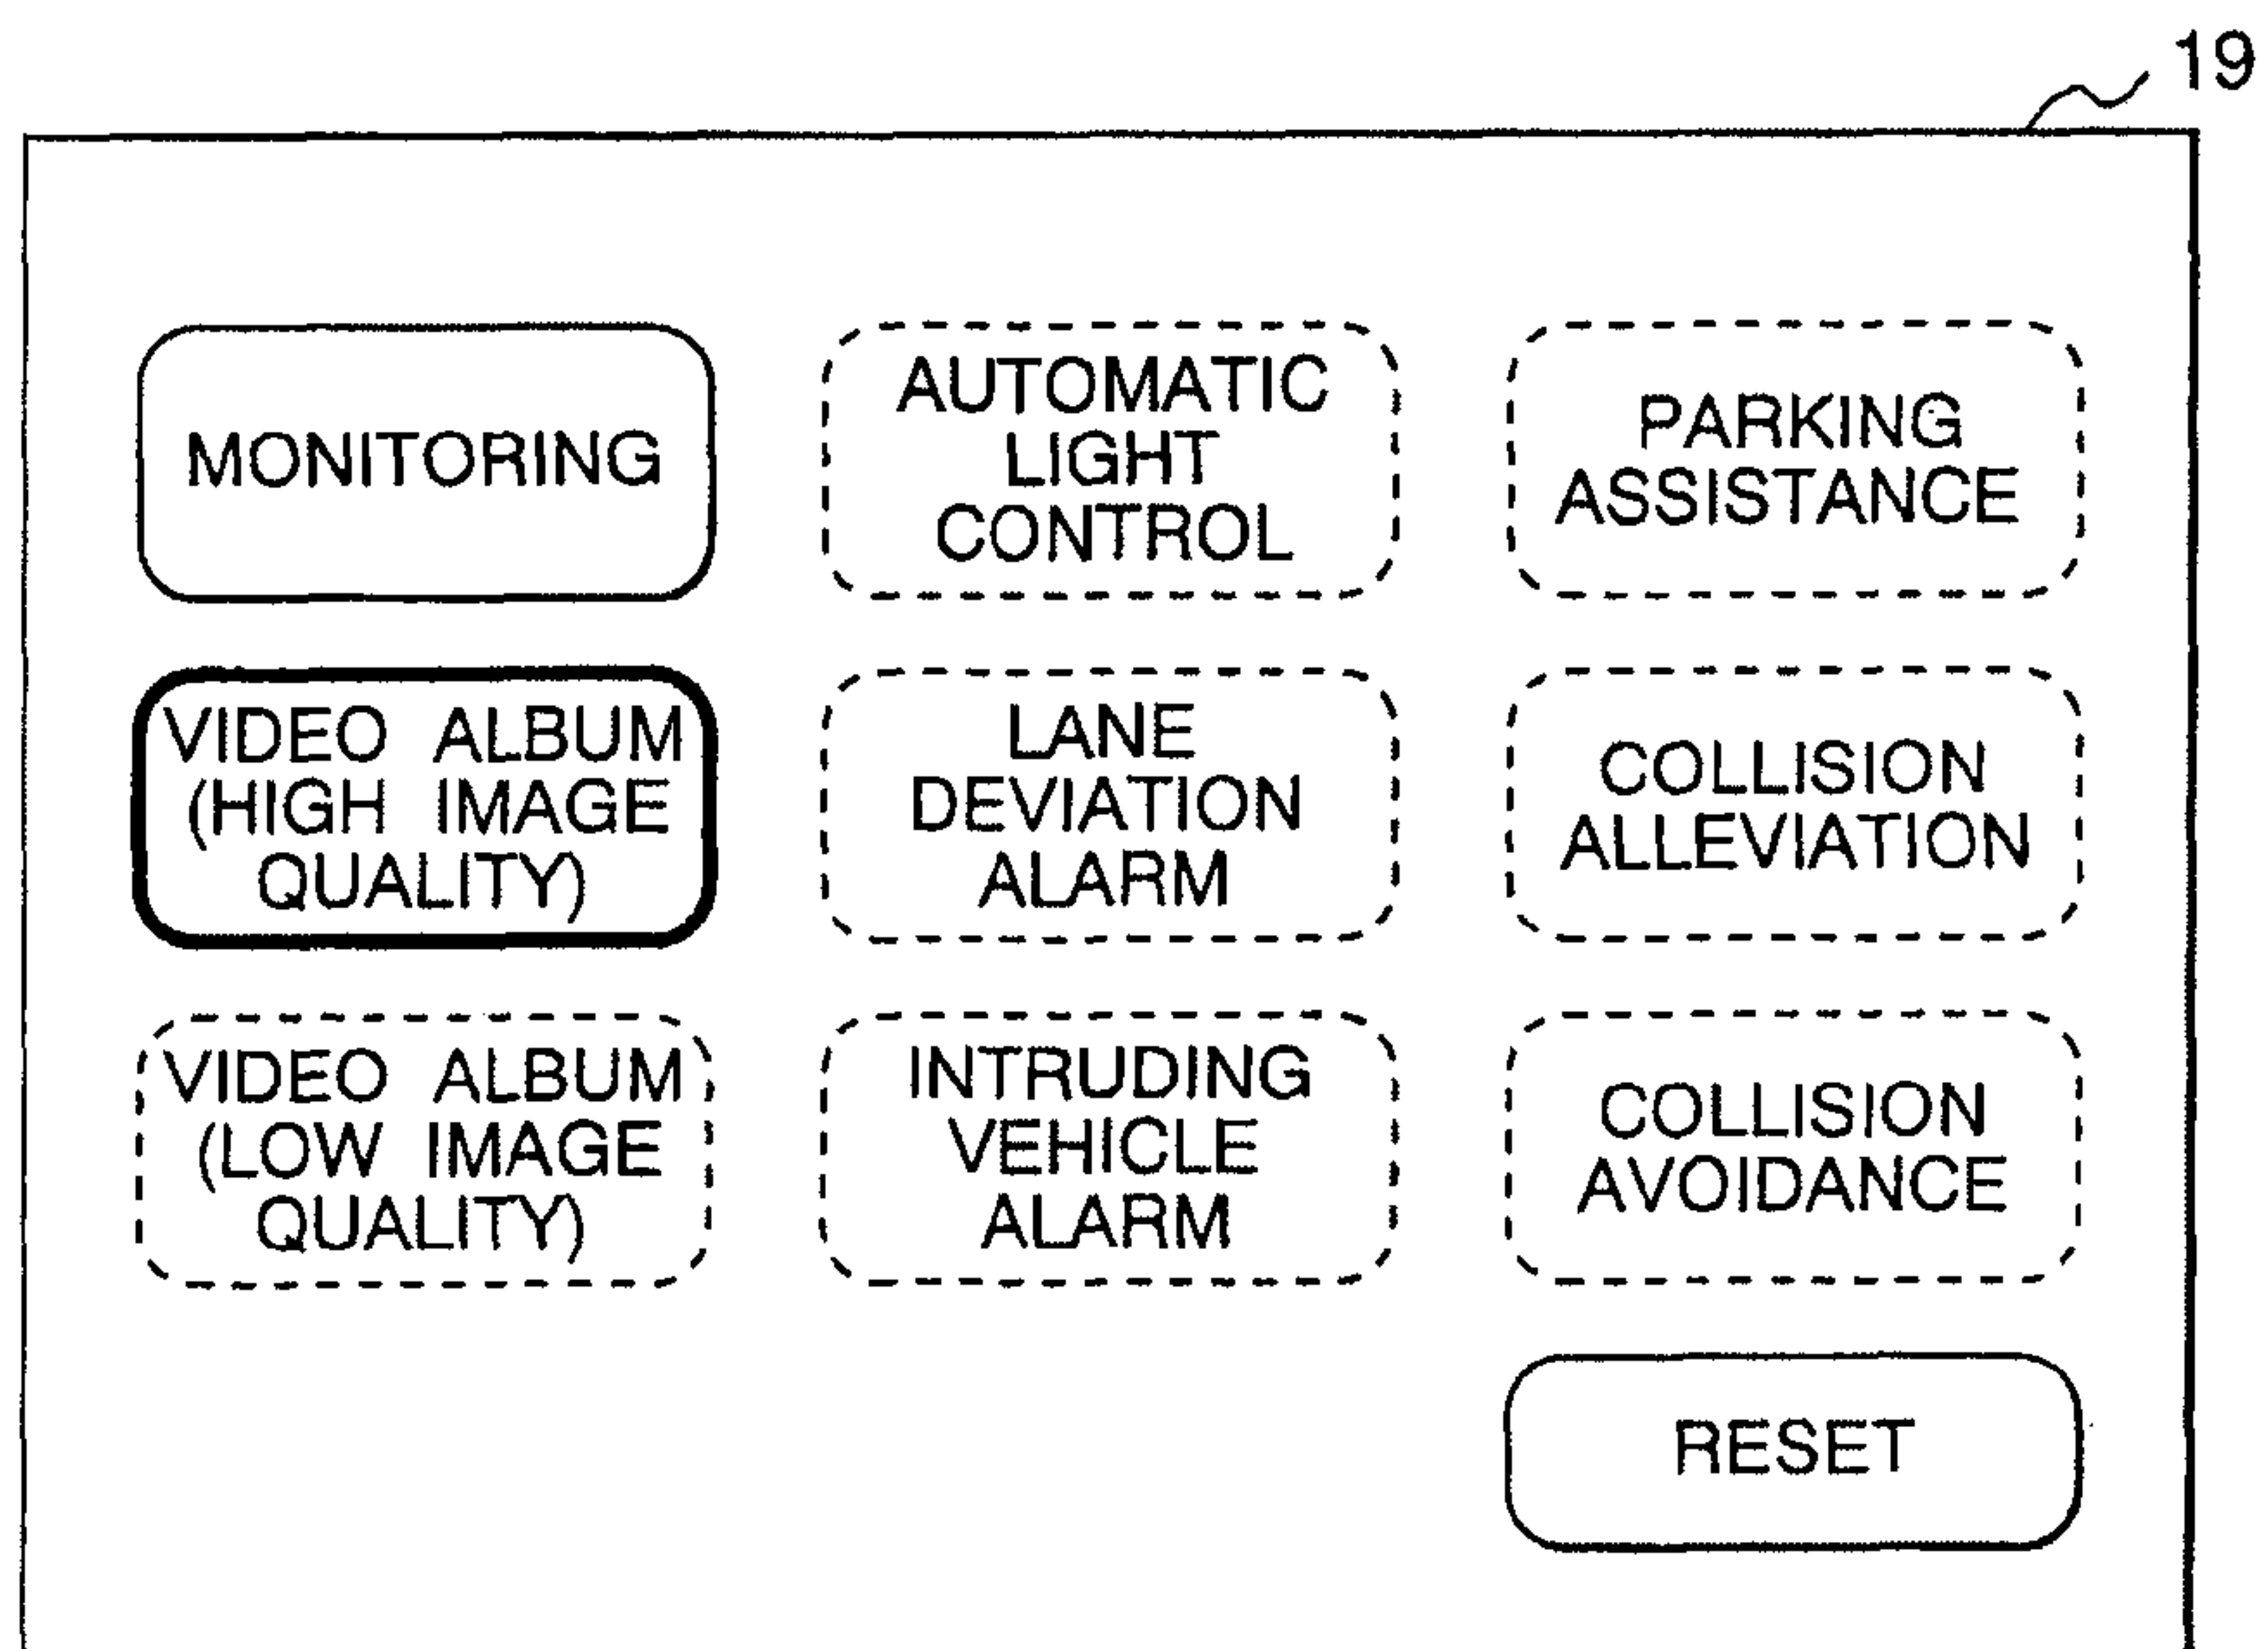 19
MONITORING
AUTOMATIC
LIGHT
CONTROL
PARKING
ASSISTANCE
VIDEO ALBUM
(HIGH IMAGE
QUALITY)
LANE
DEVIATION
ALARM
COLLISION
ALLEVIATION
VIDEO ALBUM
(LOW IMAGE
QUALITY)
INTRUDING
VEHICLE
ALARM
COLLISION
AVOIDANCE
RESET